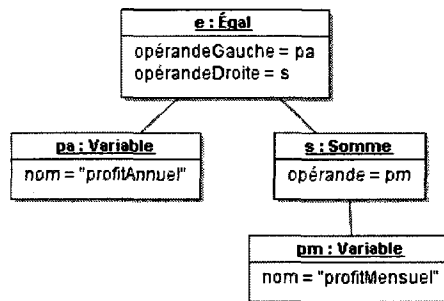 e : Égal
opérandeGauche = pa
opérandeDroite = s
pa : Variable
nom = "profitAnnuel"
s : Somme
opérande = pm
pm : Variable
nom = "profitMensuel"